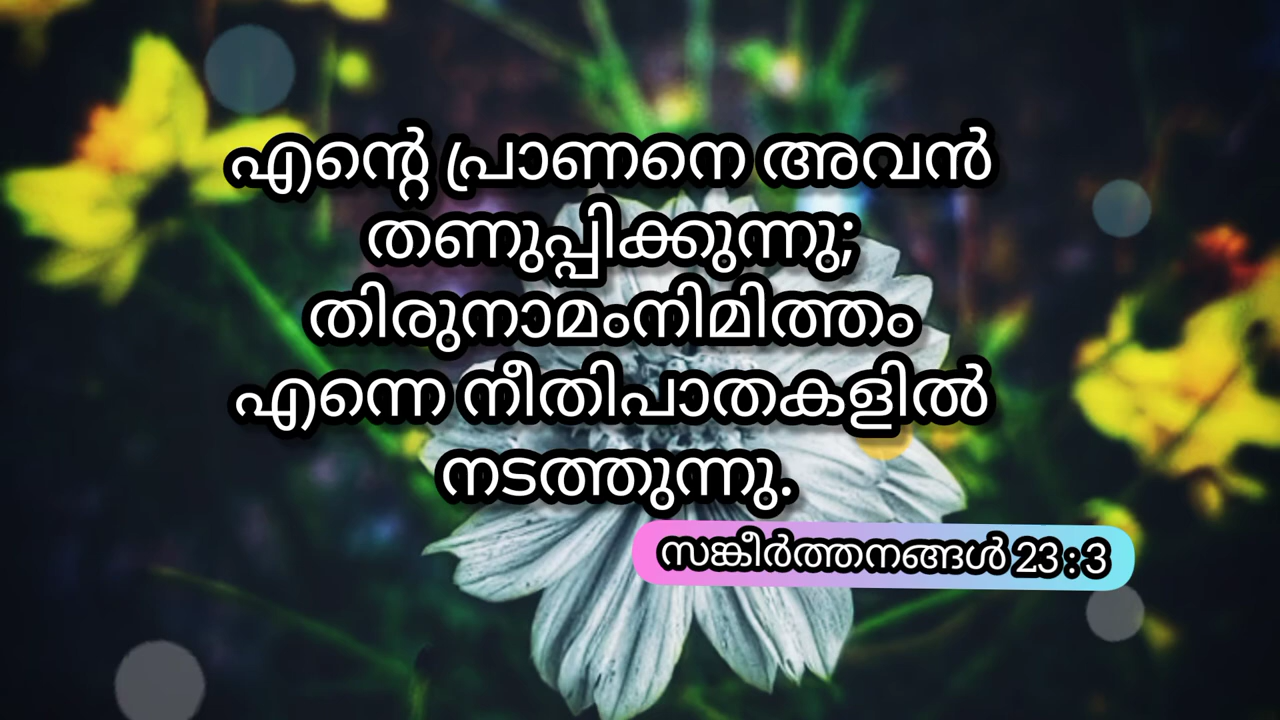 എന്റെ പ്രാണനെ അവൻ
തണുപ്പിക്കുന്നു;
തിരുനാമംനിമിത്തം
എന്നെ നീതിപാതകളിൽ
നടത്തുന്നു.
സങ്കീർത്തനങ്ങൾ 23:3